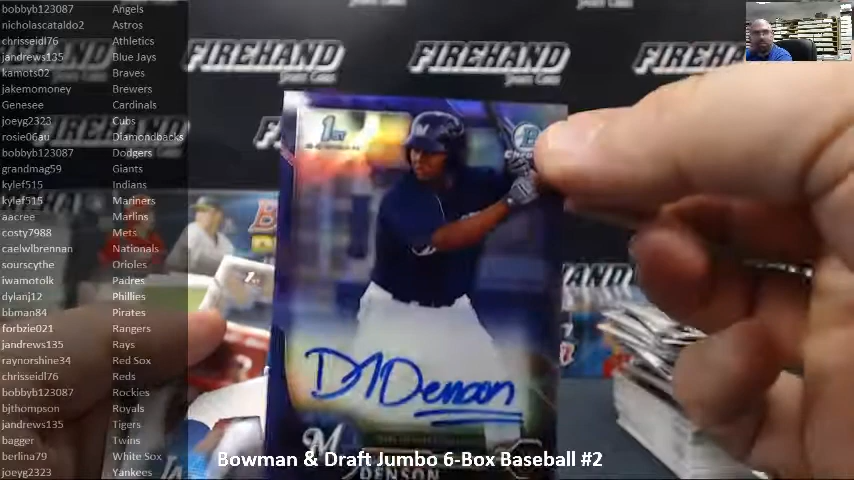 bobbyb123087 Angels
nicholascataldo2 Astros
chrisseidl76 Athletics
jandrews135 Blue Jays
kamots02 Braves
jakemomoney Brewers
Genesee Cardinals
joeyg2323 Cubs
rosie06au Diamondbacks
bobbyb123087 Dodgers
grandmag59 Giants
kylef515 Indians
kylef515 Mariners
aacree Marlins
costy7988 Mets
caelwlbrennan Nationals
sourscythe Orioles
iwamotolk Padres
dylanj12 Phillies
bbman84 Pirates
forbzie021 Rangers
jandrews135 Rays
raynorshine34 Red Sox
chrisseidl76 Reds
bobbyb123087 Rockies
bjthompson Royals
jandrews135 Tigers
bagger Twins
berlina79 White Sox
joeyg2323 Yankees
FIREHAND FIREHAND FIREHAND
1ST
B
Chrome
M
D Denson
M
DENSON
Bowman & Draft Jumbo 6-Box Baseball #2